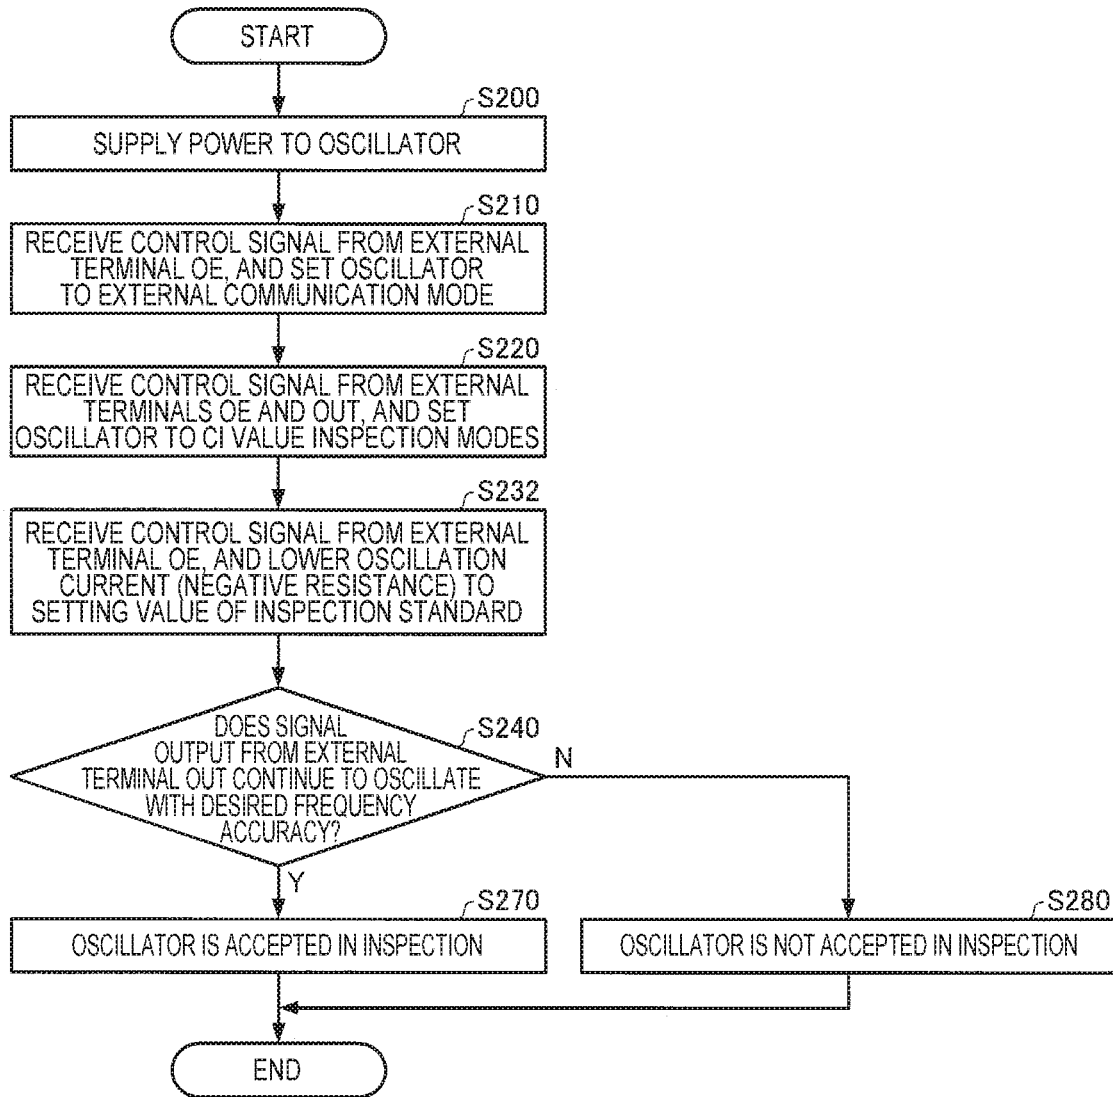 START
S200
SUPPLY POWER TO OSCILLATOR
S210
RECEIVE CONTROL SIGNAL FROM EXTERNAL
TERMINAL OE, AND SET OSCILLATOR
TO EXTERNAL COMMUNICATION MODE
S220
RECEIVE CONTROL SIGNAL FROM EXTERNAL
TERMINALS OE AND OUT, AND SET
OSCILLATOR TO CI VALUE INSPECTION MODES
S232
RECEIVE CONTROL SIGNAL FROM EXTERNAL
TERMINAL OE, AND LOWER OSCILLATION
CURRENT (NEGATIVE RESISTANCE) TO
SETTING VALUE OF INSPECTION STANDARD
S240
DOES SIGNAL
OUTPUT FROM EXTERNAL
TERMINAL OUT CONTINUE TO OSCILLATE
WITH DESIRED FREQUENCY
ACCURACY?
N
Y
S270
OSCILLATOR IS ACCEPTED IN INSPECTION
S280
OSCILLATOR IS NOT ACCEPTED IN INSPECTION
END